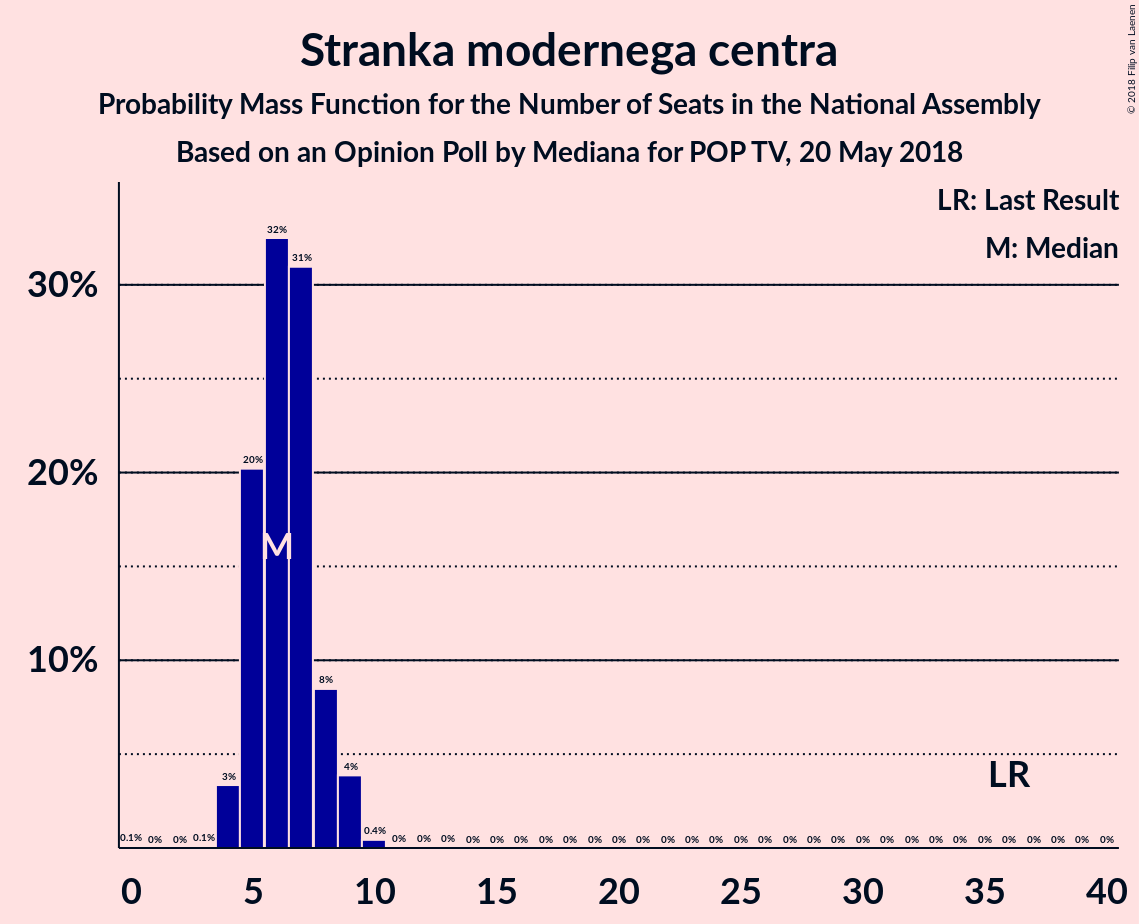 Stranka modernega centra
Probability Mass Function for the Number of Seats in the National Assembly
Based on an Opinion Poll by Mediana for POP TV, 20 May 2018
© 2018 Filip van Laenen
LR: Last Result
M: Median
30%
20%
10%
0.1% 0% 0% 0.1% 3% 20% 32% 31% 8% 4% 0.4% 0% 0% 0% 0% 0% 0% 0% 0% 0% 0% 0% 0% 0% 0% 0% 0% 0% 0% 0% 0% 0% 0% 0% 0% 0% 0% 0% 0% 0% 0%
M
LR
0 5 10 15 20 25 30 35 40